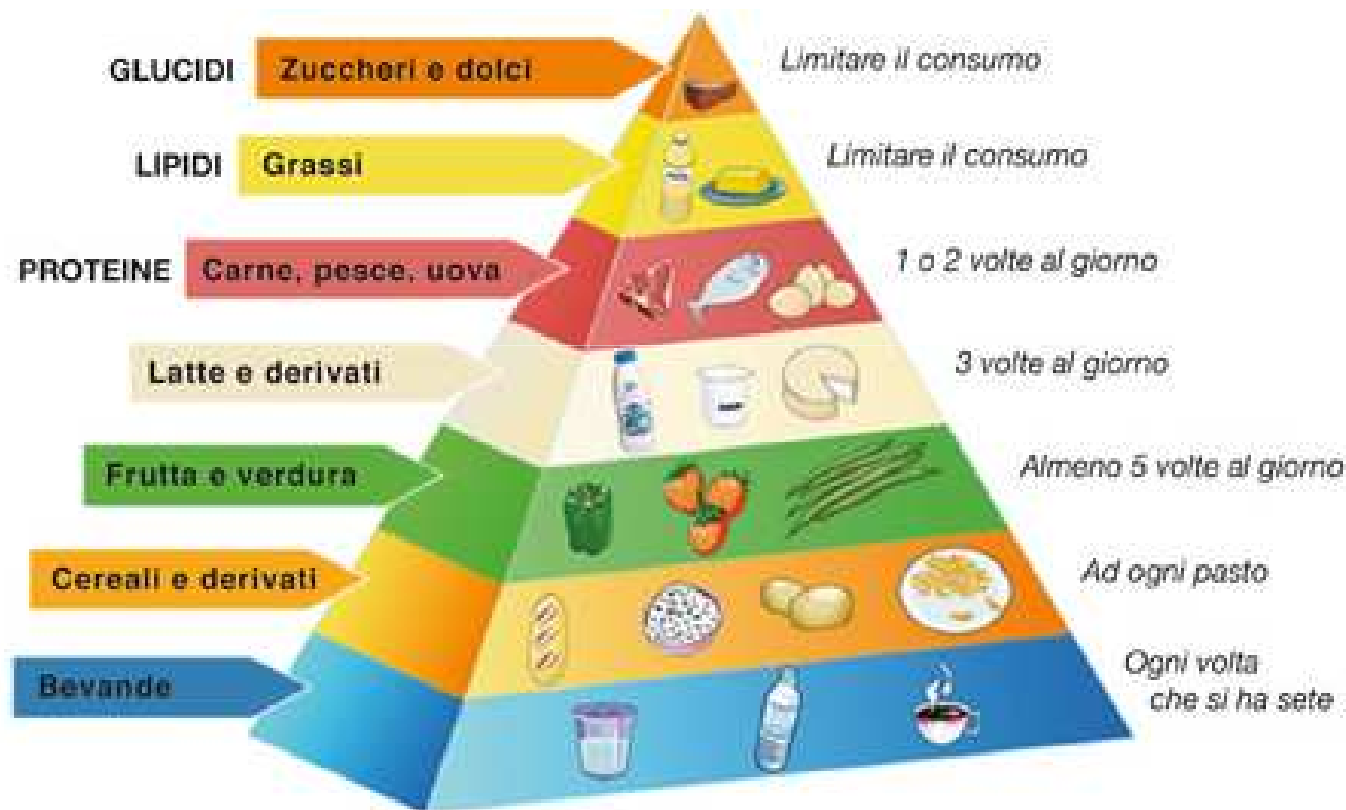 GLUCIDI Zuccheri e dolci Limitare il consumo
LIPIDI Grassi Limitare il consumo
PROTEINE Carne, pesce, uova 1 o 2 volte al giorno
Latte e derivati 3 volte al giorno
Frutta e verdura Almeno 5 volte al giorno
Cereali e derivati Ad ogni pasto
Bevande Ogni volta
che si ha sete